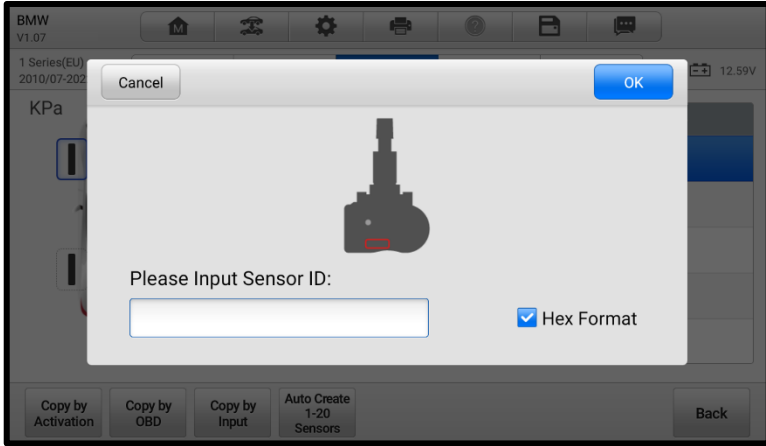 BMW
V1.07
M
1 Series(EU)
2010/07-202
12.59V
Cancel
OK
KPa
Please Input Sensor ID:
Hex Format
Copy by
Activation
Copy by
OBD
Copy by
Input
Auto Create
1-20
Sensors
Back